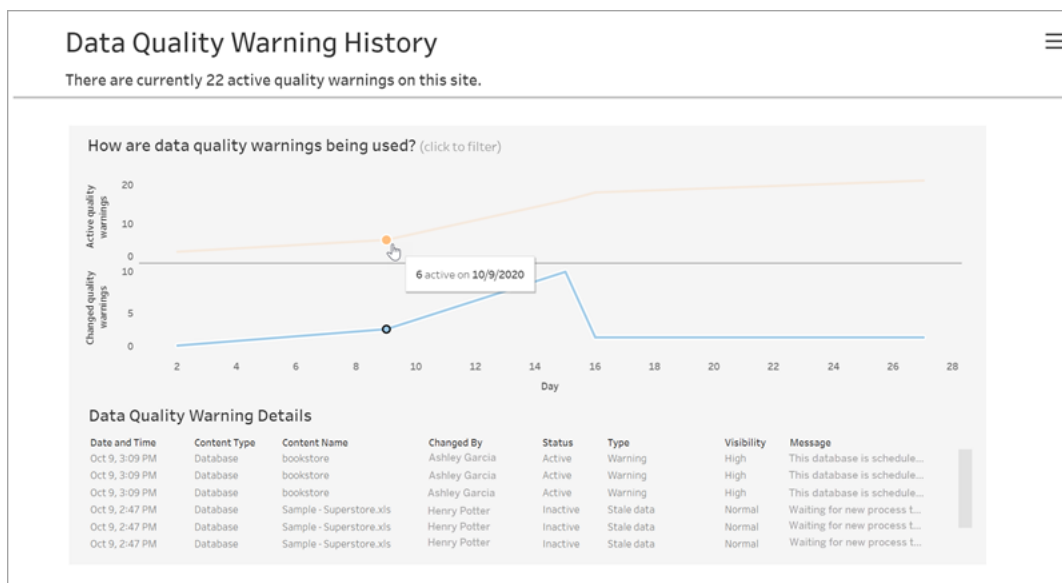 Data Quality Warning History
There are currently 22 active quality warnings on this site.
How are data quality warnings being used? (click to filter)
Active quality
warnings
20
10
0
6 active on 10/9/2020
Changed quality
warnings
10
5
0
2 4 6 8 10 12 14 16 18 20 22 24 26 28
Day
Data Quality Warning Details
Date and Time Content Type Content Name Changed By Status Type Visibility Message
Oct 9, 3:09 PM Database bookstore Ashley Garcia Active Warning High This database is schedule...
Oct 9, 3:09 PM Database bookstore Ashley Garcia Active Warning High This database is schedule...
Oct 9, 3:09 PM Database bookstore Ashley Garcia Active Warning High This database is schedule...
Oct 9, 2:47 PM Database Sample - Superstore.xls Henry Potter Inactive Stale data Normal Waiting for new process t...
Oct 9, 2:47 PM Database Sample - Superstore.xls Henry Potter Inactive Stale data Normal Waiting for new process t...
Oct 9, 2:47 PM Database Sample - Superstore.xls Henry Potter Inactive Stale data Normal Waiting for new process t...